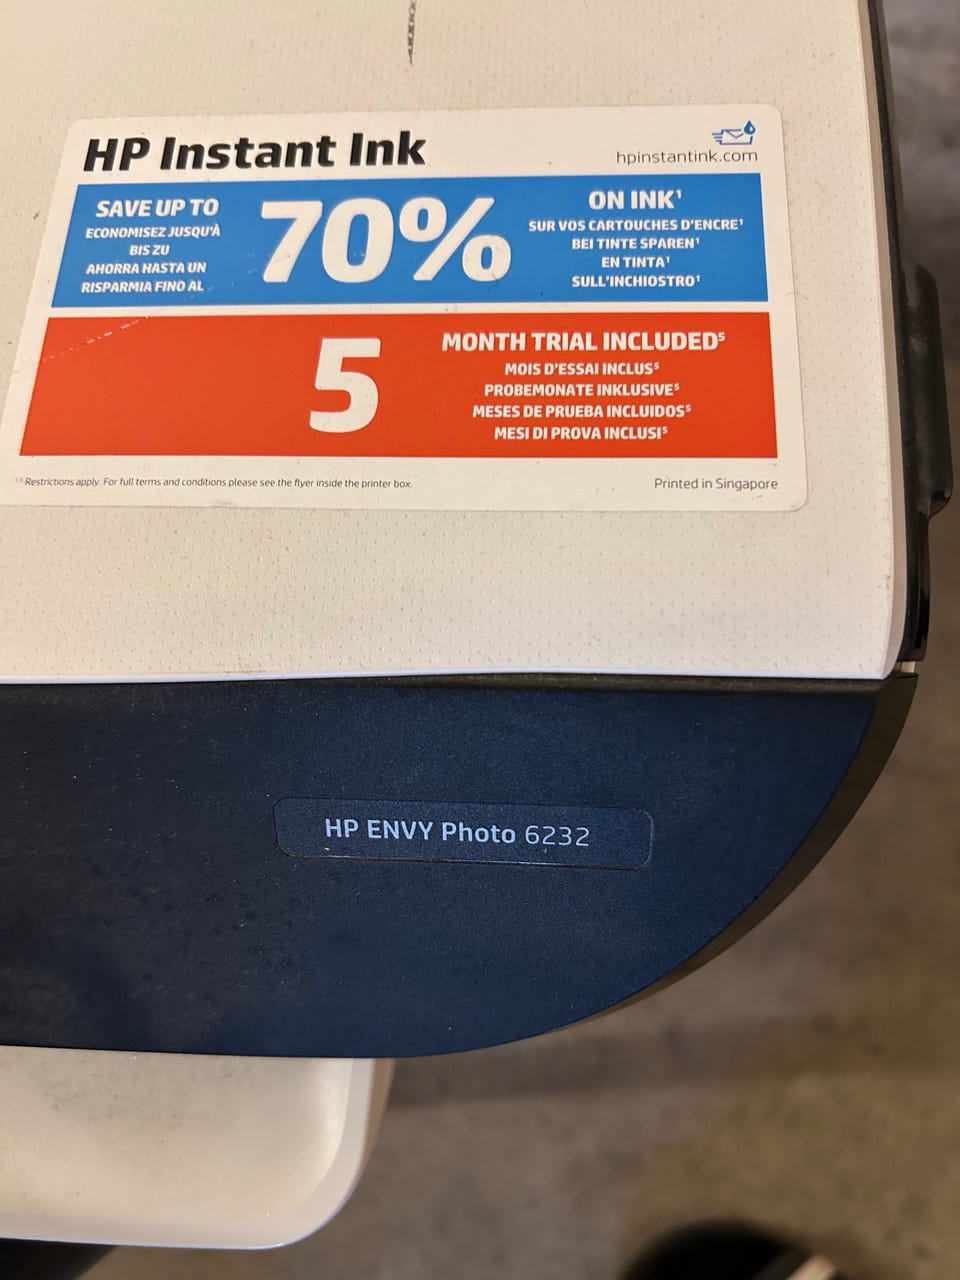 HP Instant Ink
hpinstantink.com
SAVE UP TO
ECONOMISEZ JUSQU'À
BIS ZU
AHORRA HASTA UN
RISPARMIA FINO AL
70%
ON INK¹
SUR VOS CARTOUCHES D'ENCRE¹
BEI TINTE SPAREN¹
EN TINTA¹
SULL'INCHIOSTRO¹
5
MONTH TRIAL INCLUDED⁵
MOIS D'ESSAI INCLUS⁵
PROBEMONATE INKLUSIVE⁵
MESES DE PRUEBA INCLUIDOS⁵
MESI DI PROVA INCLUSI⁵
¹,⁵ Restrictions apply. For full terms and conditions please see the flyer inside the printer box.
Printed in Singapore
HP ENVY Photo 6232